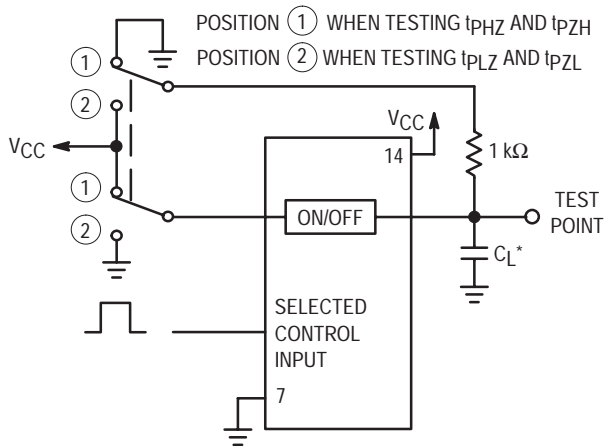 POSITION 1 WHEN TESTING tPHZ AND tPZH
POSITION 2 WHEN TESTING tPLZ AND tPZL
1
2
VCC
1
2
VCC
14
1 kΩ
ON/OFF
TEST
POINT
CL*
SELECTED
CONTROL
INPUT
7